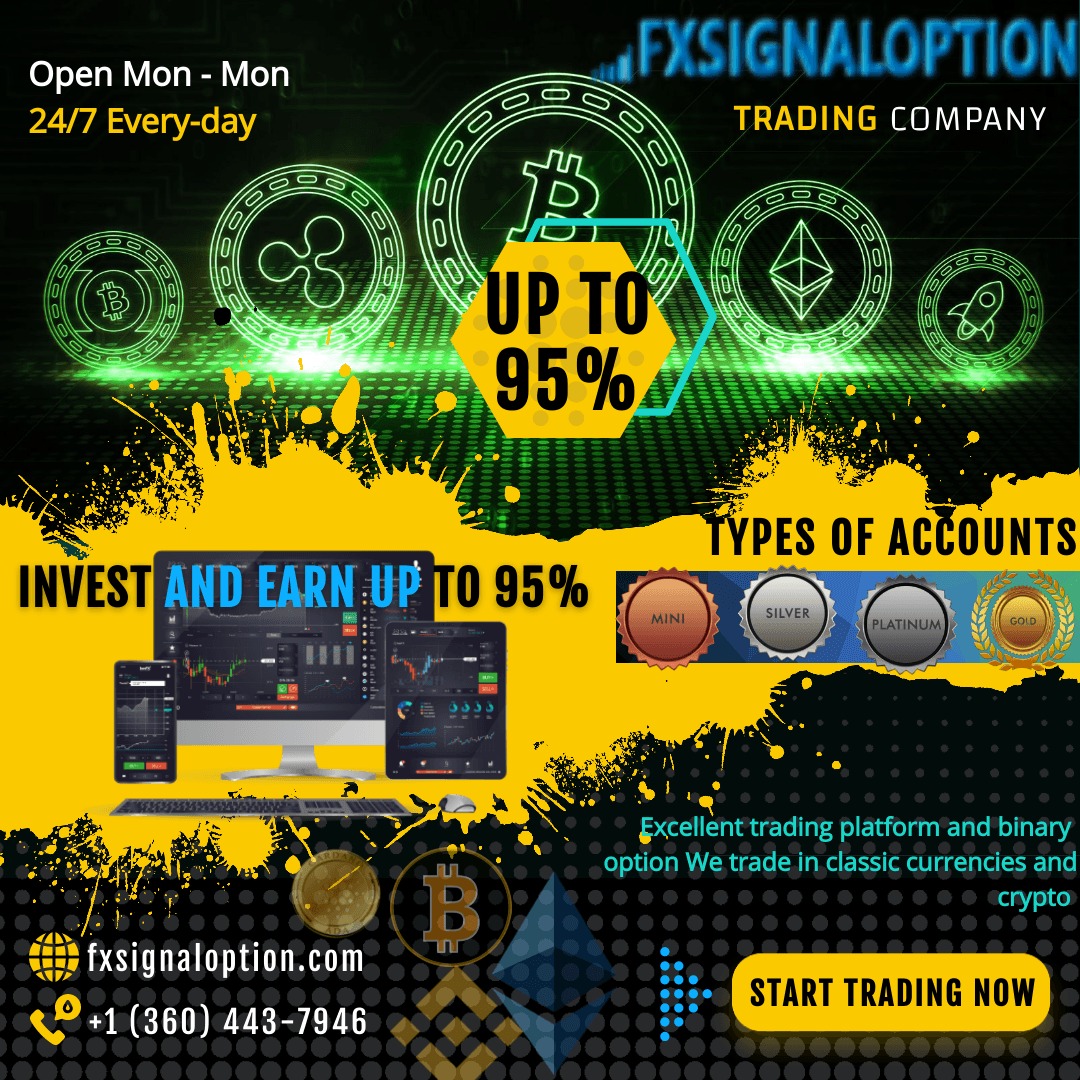 FXSIGNALOPTION
Open Mon - Mon
24/7 Every-day
TRADING COMPANY
UP TO
95%
TYPES OF ACCOUNTS
INVEST AND EARN UP TO 95%
MINI
SILVER
PLATINUM
GOLD
Excellent trading platform and binary
option We trade in classic currencies and
crypto
fxsignaloption.com
+1 (360) 443-7946
START TRADING NOW
CARDANO
ADA